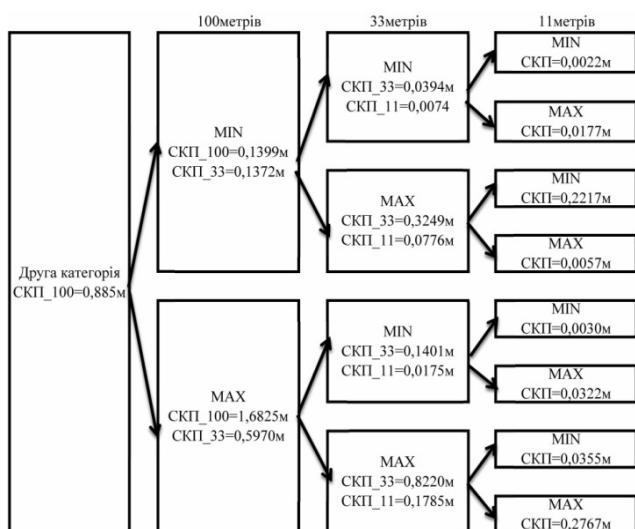 100метрів
33метрів
11метрів
Друга категорія
СКП_100=0,885м
MIN
СКП_100=0,1399м
СКП_33=0,1372м
MAX
СКП_100=1,6825м
СКП_33=0,5970м
MIN
СКП_33=0,0394м
СКП_11=0,0074
MAX
СКП_33=0,3249м
СКП_11=0,0776м
MIN
СКП_33=0,1401м
СКП_11=0,0175м
MAX
СКП_33=0,8220м
СКП_11=0,1785м
MIN
СКП=0,0022м
MAX
СКП=0,0177м
MIN
СКП=0,2217м
MAX
СКП=0,0057м
MIN
СКП=0,0030м
MAX
СКП=0,0322м
MIN
СКП=0,0355м
MAX
СКП=0,2767м